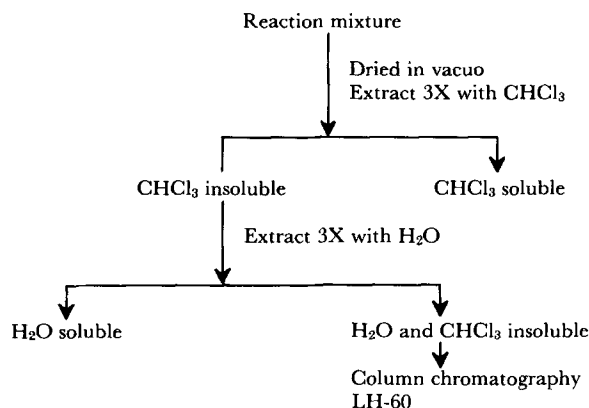 Reaction mixture
Dried in vacuo
Extract 3X with CHCl₃
CHCl₃ insoluble
CHCl₃ soluble
Extract 3X with H₂O
H₂O soluble
H₂O and CHCl₃ insoluble
Column chromatography
LH-60